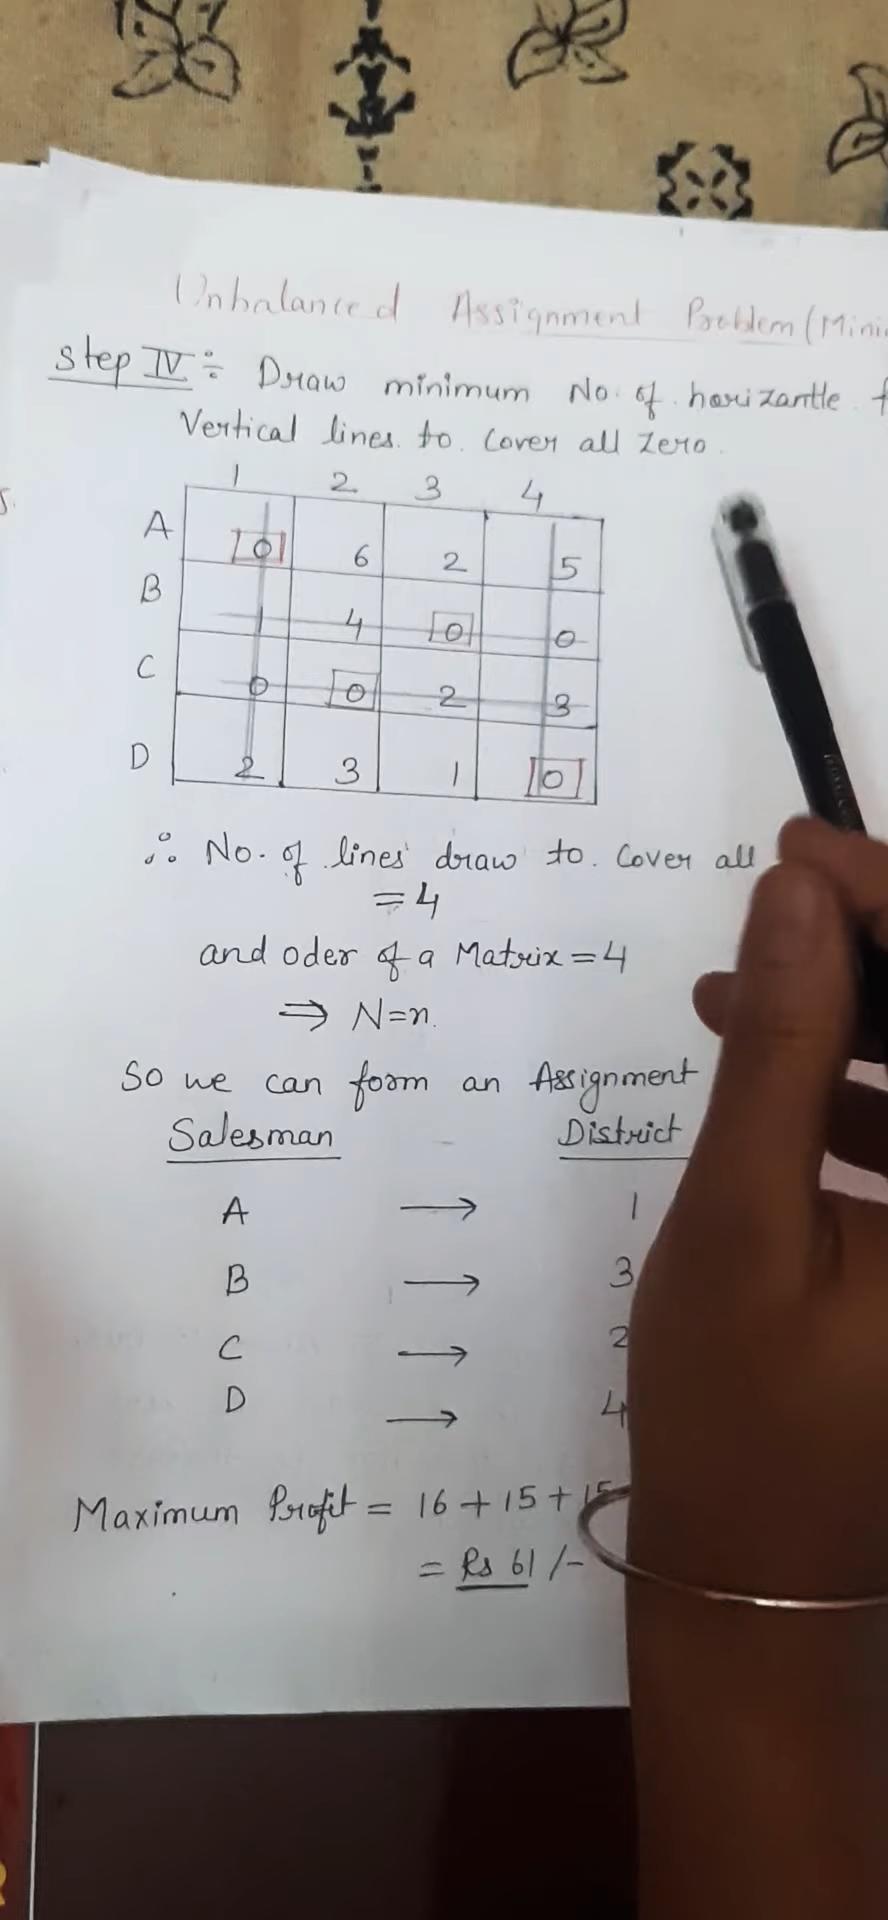 Unbalanced Assignment Problem (Mini
Step IV ÷ Draw minimum No. of horizantle
Vertical lines. to. Cover all zero.
1 2 3 4
A 0 6 2 5
B 1 4 0 0
C 0 0 2 3
D 2 3 1 0
∴ No. of lines draw to. Cover all
= 4
and oder of a Matrix = 4
⇒ N=n.
So we can form an Assignment
Salesman District
A → 1
B → 3
C → 2
D → 4
Maximum Profit = 16 + 15 + 15
= Rs 61 /-